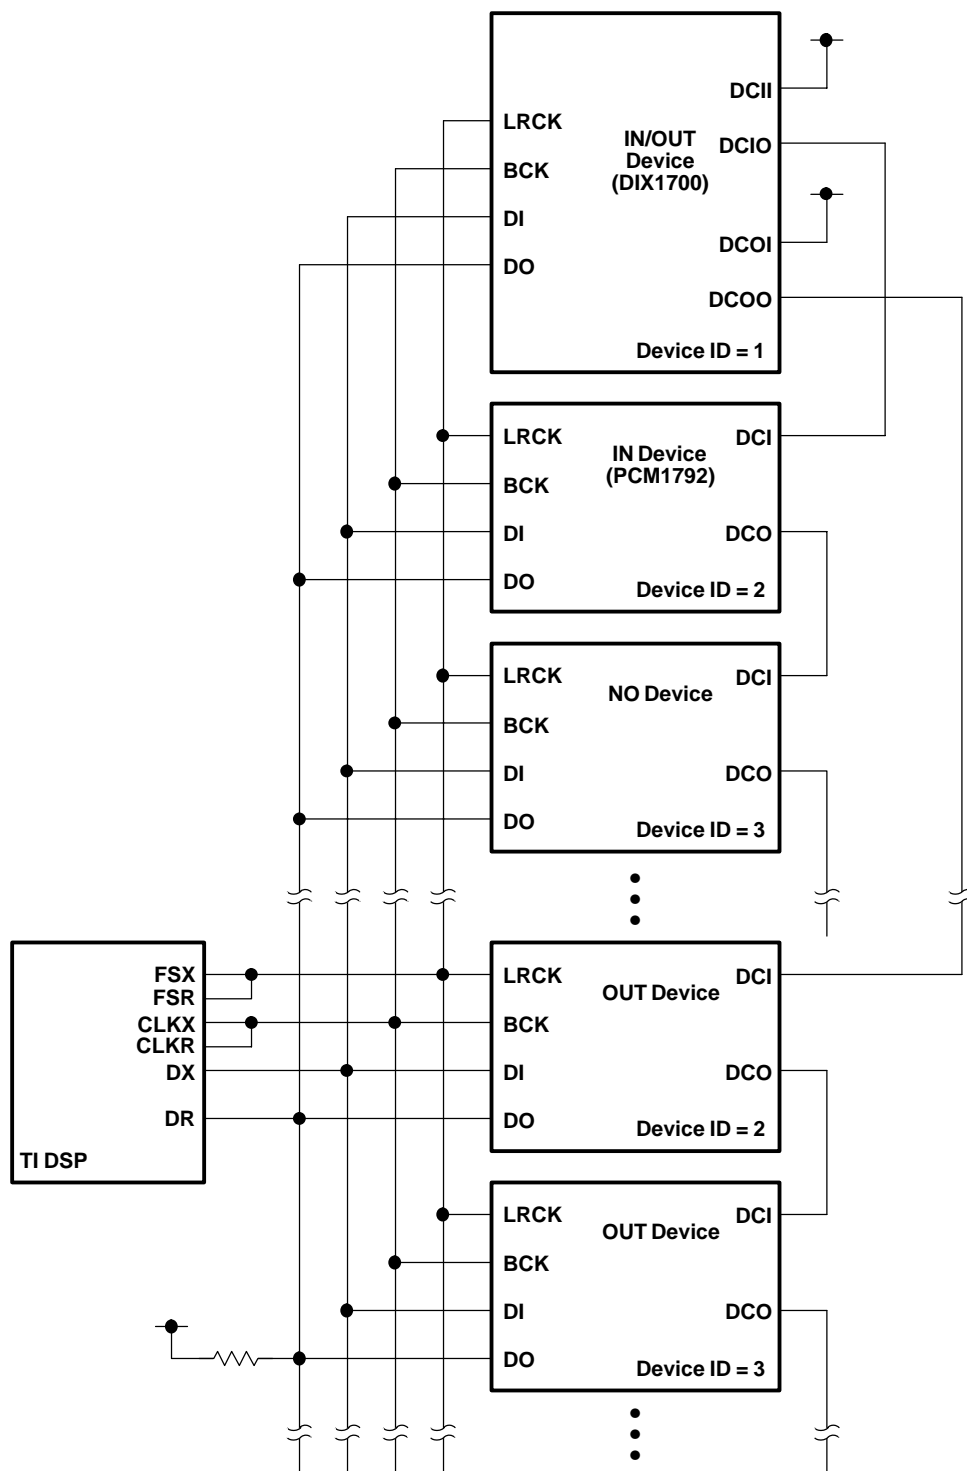 LRCK
BCK
DI
DO
IN/OUT
Device
(DIX1700)
DCII
DCIO
DCOI
DCOO
Device ID = 1
LRCK
BCK
DI
DO
IN Device
(PCM1792)
DCI
DCO
Device ID = 2
LRCK
BCK
DI
DO
NO Device
DCI
DCO
Device ID = 3
FSX
FSR
CLKX
CLKR
DX
DR
TI DSP
LRCK
BCK
DI
DO
OUT Device
DCI
DCO
Device ID = 2
LRCK
BCK
DI
DO
OUT Device
DCI
DCO
Device ID = 3